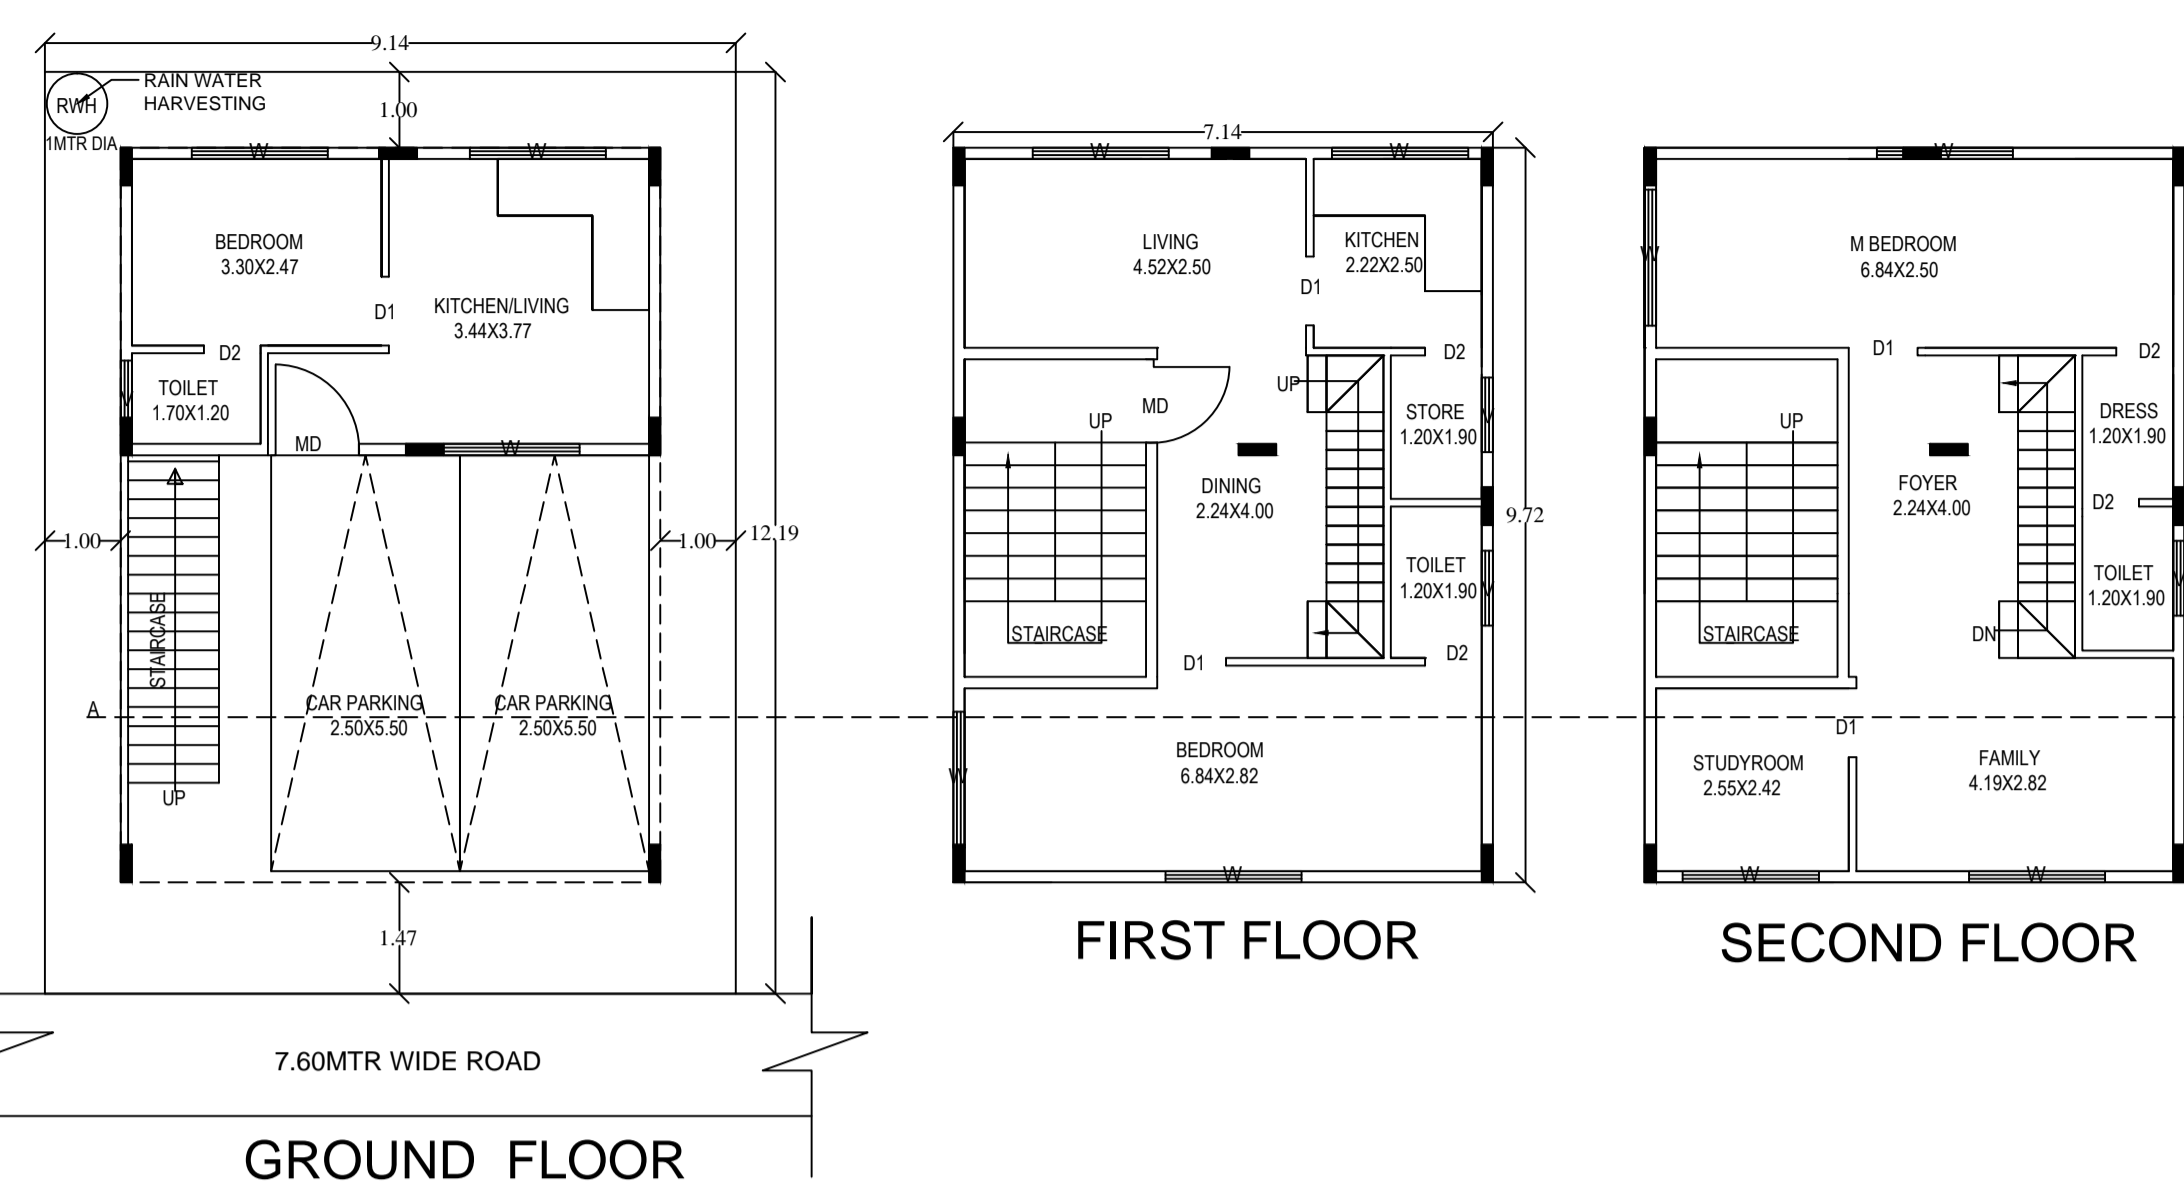 9.14
RAIN WATER
HARVESTING
RWH
1MTR DIA
1.00
W
W
BEDROOM
3.30X2.47
KITCHEN/LIVING
3.44X3.77
D1
D2
TOILET
1.70X1.20
W
MD
W
1.00
1.00
12.19
STAIRCASE
UP
CAR PARKING
2.50X5.50
CAR PARKING
2.50X5.50
A
1.47
7.60MTR WIDE ROAD
GROUND FLOOR
7.14
W
W
LIVING
4.52X2.50
KITCHEN
2.22X2.50
D1
D2
UP
MD
UP
STORE
1.20X1.90
W
DINING
2.24X4.00
9.72
TOILET
1.20X1.90
W
STAIRCASE
D1
D2
BEDROOM
6.84X2.82
W
W
FIRST FLOOR
W
W
M BEDROOM
6.84X2.50
D1
D2
UP
DRESS
1.20X1.90
FOYER
2.24X4.00
D2
TOILET
1.20X1.90
W
STAIRCASE
DN
D1
STUDYROOM
2.55X2.42
FAMILY
4.19X2.82
W
W
SECOND FLOOR